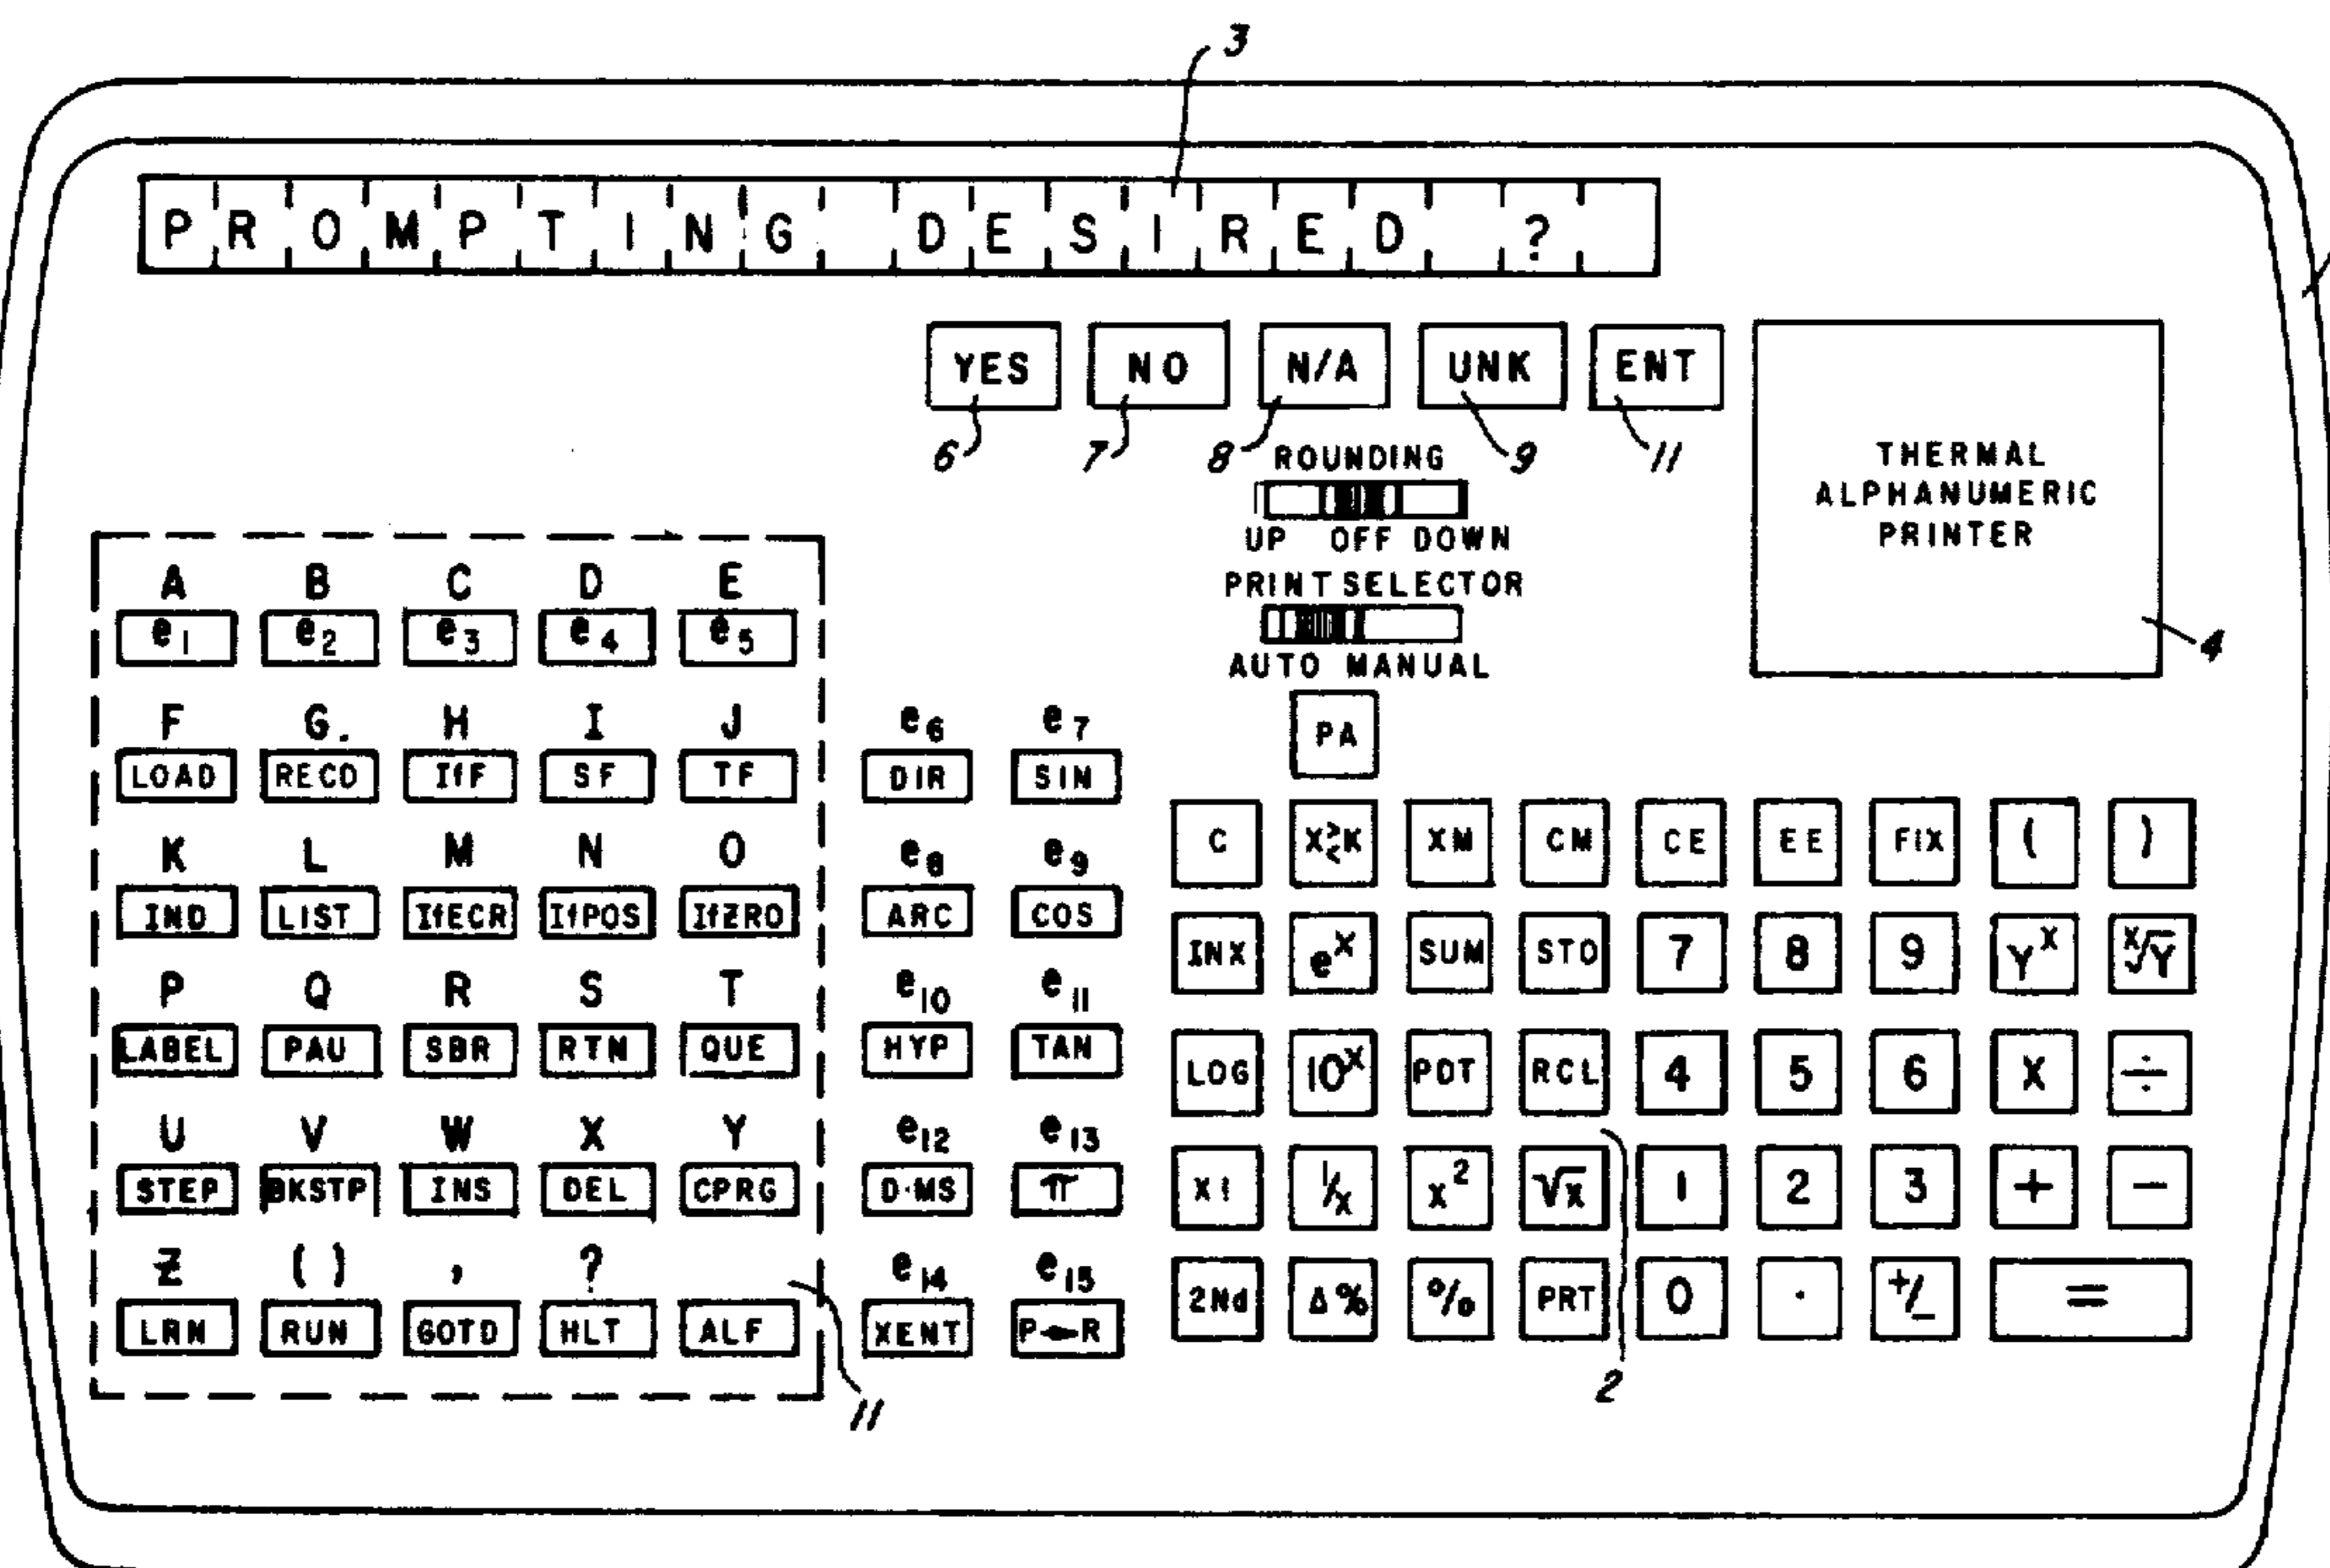 3
PROMPTING DESIRED ?
YES NO N/A UNK ENT
6 7 8 9 11
ROUNDING
UP OFF DOWN
PRINT SELECTOR
AUTO MANUAL
PA
THERMAL
ALPHANUMERIC
PRINTER
4
A B C D E
e1 e2 e3 e4 e5
F G. H I J
LOAD RECD IfF SF TF
K L M N O
IND LIST IfECR IfPOS IfZRO
P Q R S T
LABEL PAU SBR RTN QUE
U V W X Y
STEP BKSTP INS DEL CPRG
Z ( ) , ?
LRN RUN GOTO HLT ALF
11
e6 e7
DIR SIN
e8 e9
ARC COS
e10 e11
HYP TAN
e12 e13
D·MS π
e14 e15
XENT P↔R
C X≷K XM CM CE EE FIX ( )
INX e^x SUM STO 7 8 9 Y^x x√Y
LOG 10^x PDT RCL 4 5 6 X ÷
X! 1/x x² √x 1 2 3 + −
2Nd Δ% % PRT 0 · +/− =
2